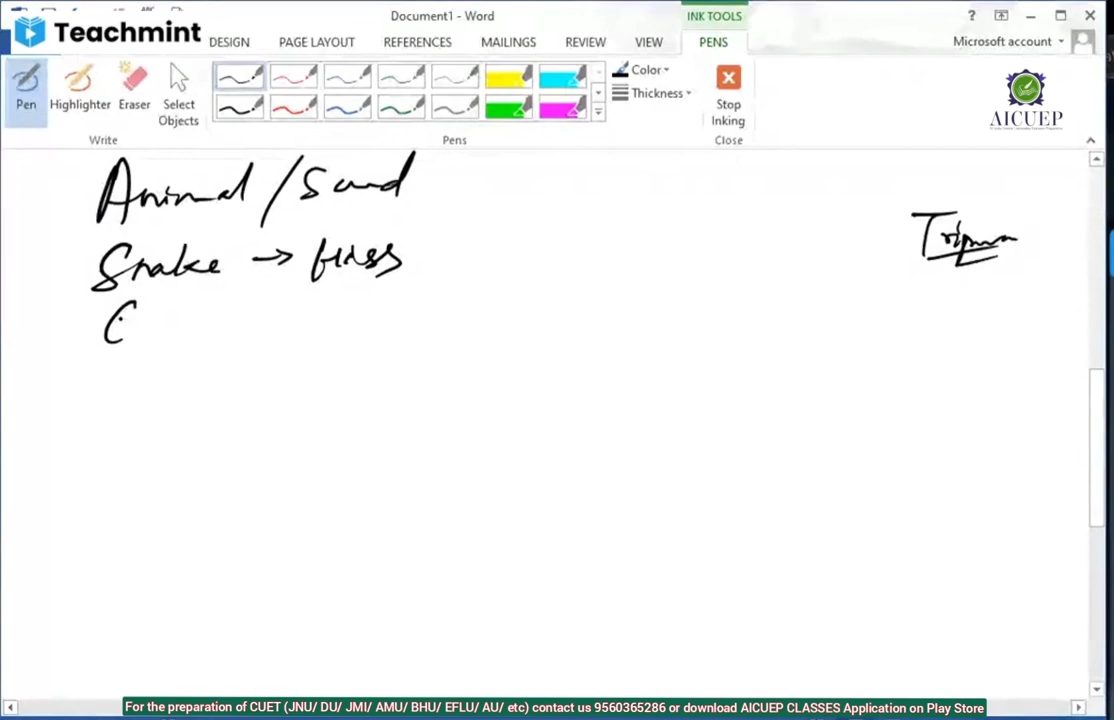 Document1 - Word
INK TOOLS
Teachmint
DESIGN PAGE LAYOUT REFERENCES MAILINGS REVIEW VIEW PENS
Microsoft account
Pen Highlighter Eraser Select Objects
Color
Thickness
Stop Inking
Write Pens Close
AICUEP
Animal / Sound
Tripura
Snake →
For the preparation of CUET (JNU/ DU/ JMI/ AMU/ BHU/ EFLU/ AU/ etc) contact us 9560365286 or download AICUEP CLASSES Application on Play Store